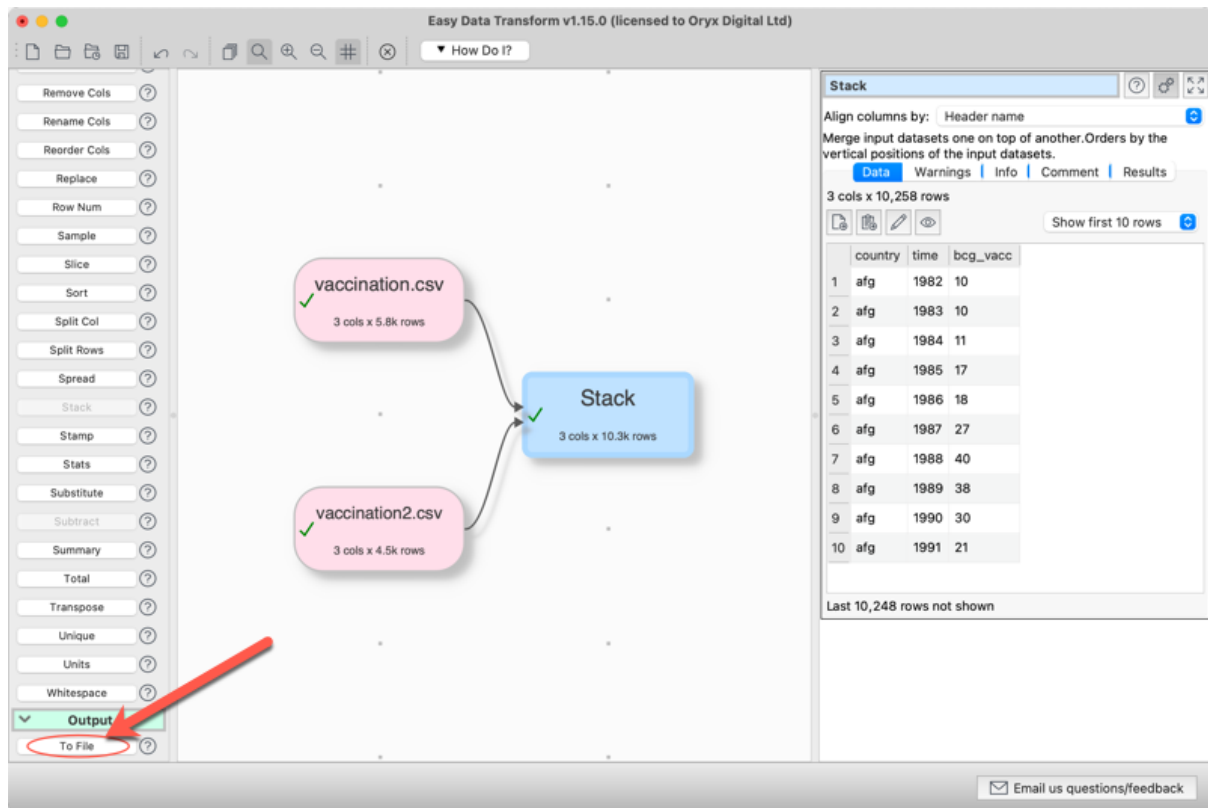 Easy Data Transform v1.15.0 (licensed to Oryx Digital Ltd)
▼ How Do I?
Remove Cols
Rename Cols
Reorder Cols
Replace
Row Num
Sample
Slice
Sort
Split Col
Split Rows
Spread
Stack
Stamp
Stats
Substitute
Subtract
Summary
Total
Transpose
Unique
Units
Whitespace
Output
To File
vaccination.csv
3 cols x 5.8k rows
vaccination2.csv
3 cols x 4.5k rows
Stack
3 cols x 10.3k rows
Stack
Align columns by: Header name
Merge input datasets one on top of another.Orders by the
vertical positions of the input datasets.
Data Warnings Info Comment Results
3 cols x 10,258 rows
Show first 10 rows
country time bcg_vacc
1 afg 1982 10
2 afg 1983 10
3 afg 1984 11
4 afg 1985 17
5 afg 1986 18
6 afg 1987 27
7 afg 1988 40
8 afg 1989 38
9 afg 1990 30
10 afg 1991 21
Last 10,248 rows not shown
Email us questions/feedback